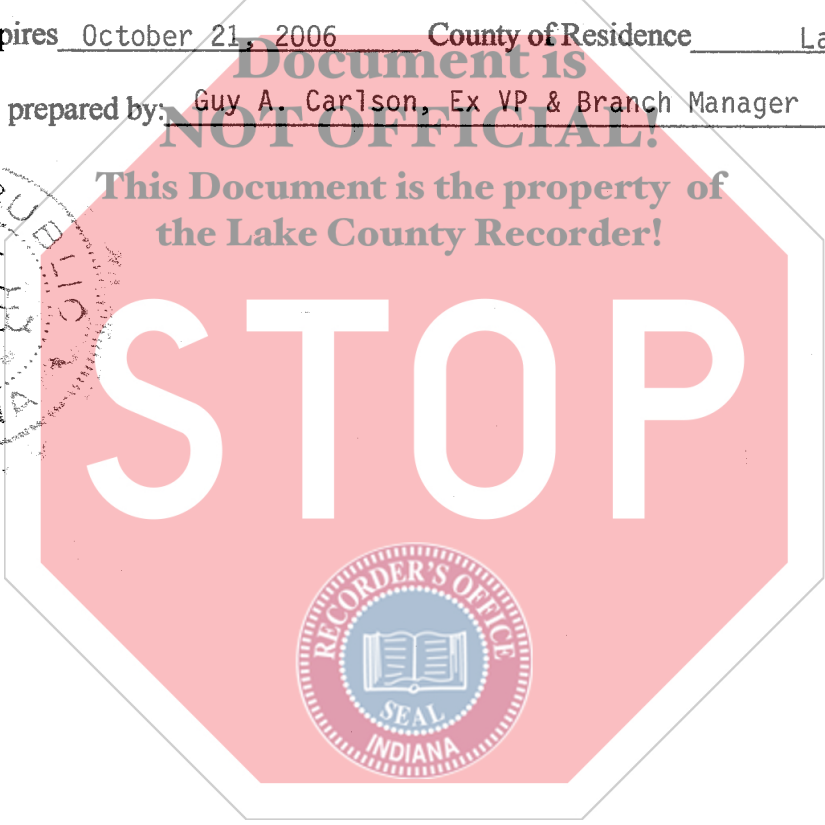 pires October 21, 2006 County of Residence La
Document is
prepared by: Guy A. Carlson, Ex VP & Branch Manager
NOT OFFICIAL!
This Document is the property of
the Lake County Recorder!
UBLIC
STOP
RECORDER'S OFFICE
SEAL
INDIANA